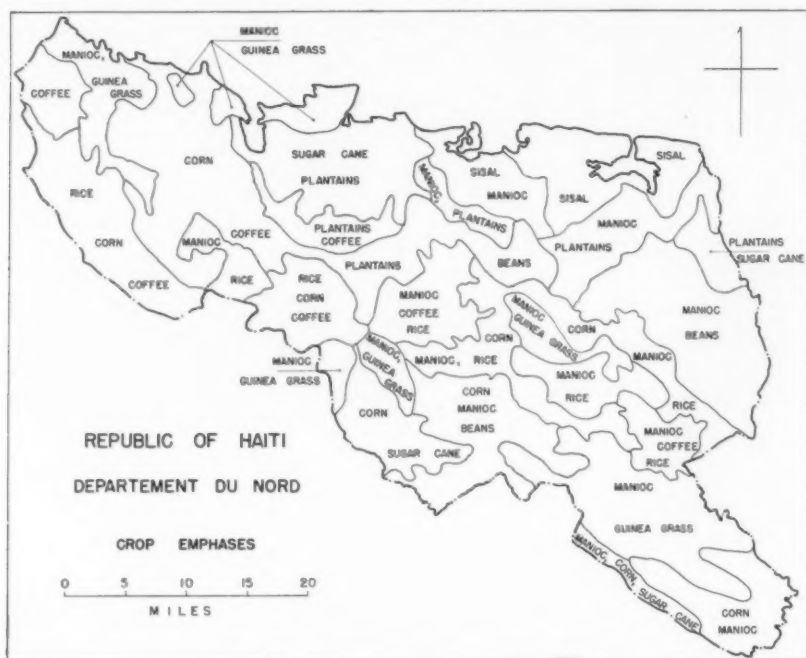 MANIOC
GUINEA GRASS
MANIOC,
GUINEA
GRASS
COFFEE
CORN
SUGAR CANE
PLANTAINS
SISAL
MANIOC
SISAL
SISAL
MANIOC,
PLANTAINS
MANIOC
PLANTAINS
RICE
CORN
COFFEE
PLANTAINS
COFFEE
COFFEE
MANIOC
RICE
PLANTAINS
BEANS
PLANTAINS
SUGAR CANE
RICE
CORN
COFFEE
MANIOC
COFFEE
RICE
CORN
MANIOC
GUINEA GRASS
CORN
MANIOC
BEANS
MANIOC
GUINEA GRASS
MANIOC,
GUINEA GRASS
MANIOC, RICE
MANIOC
RICE
MANIOC
RICE
CORN
CORN
MANIOC
BEANS
MANIOC
COFFEE
RICE
SUGAR CANE
MANIOC
GUINEA GRASS
MANIOC, CORN, SUGAR CANE
CORN
MANIOC
REPUBLIC OF HAITI
DEPARTEMENT DU NORD
CROP EMPHASES
0 5 10 15 20
MILES